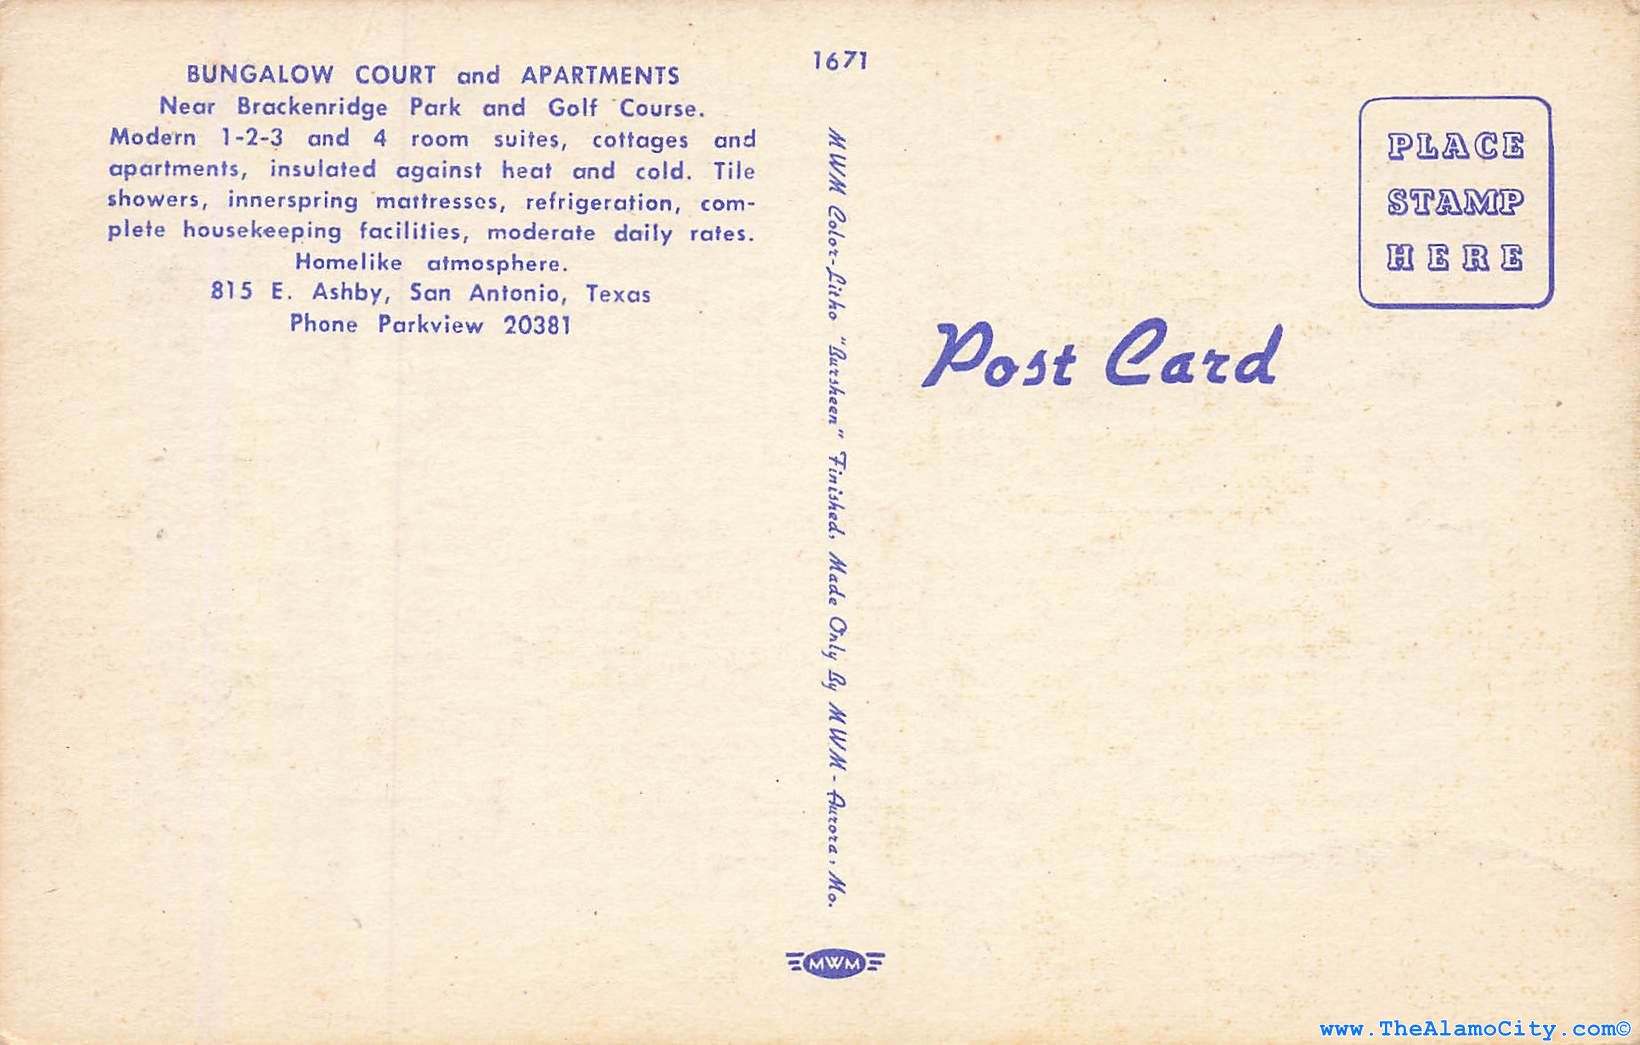 BUNGALOW COURT and APARTMENTS
Near Brackenridge Park and Golf Course.
Modern 1-2-3 and 4 room suites, cottages and
apartments, insulated against heat and cold. Tile
showers, innerspring mattresses, refrigeration, com-
plete housekeeping facilities, moderate daily rates.
Homelike atmosphere.
815 E. Ashby, San Antonio, Texas
Phone Parkview 20381
1671
MWM Color-Litho "Bursheen" Finished, Made Only By MWM - Aurora, Mo.
MWM
PLACE
STAMP
HERE
Post Card
www.TheAlamoCity.com©